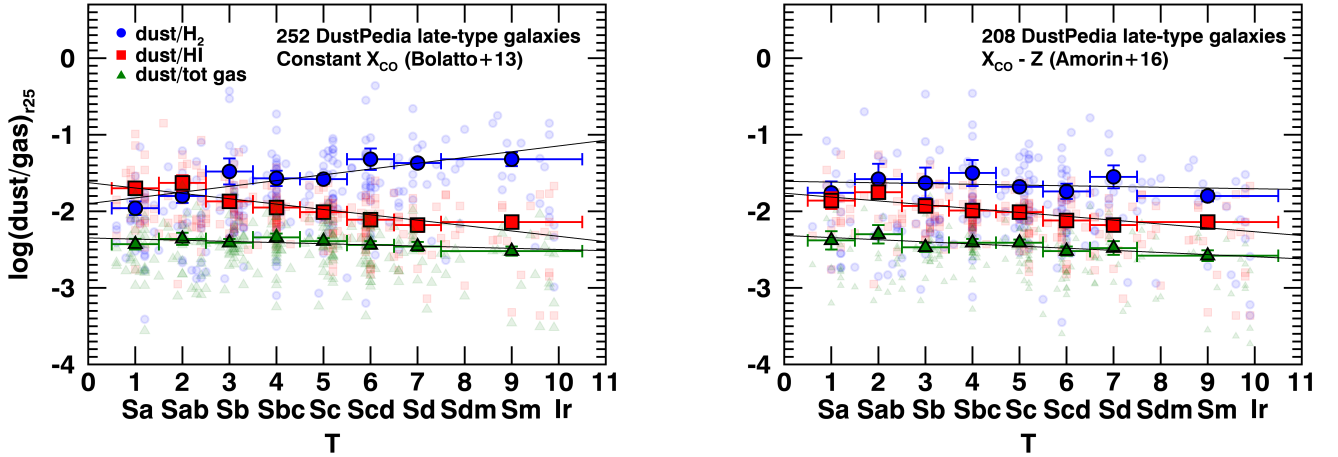 dust/H2
dust/HI
dust/tot gas
252 DustPedia late-type galaxies
Constant XCO (Bolatto+13)
log(dust/gas)r25
0
-1
-2
-3
-4
0 1 2 3 4 5 6 7 8 9 10 11
Sa Sab Sb Sbc Sc Scd Sd Sdm Sm Ir
T
208 DustPedia late-type galaxies
XCO - Z (Amorin+16)
0
-1
-2
-3
-4
0 1 2 3 4 5 6 7 8 9 10 11
Sa Sab Sb Sbc Sc Scd Sd Sdm Sm Ir
T